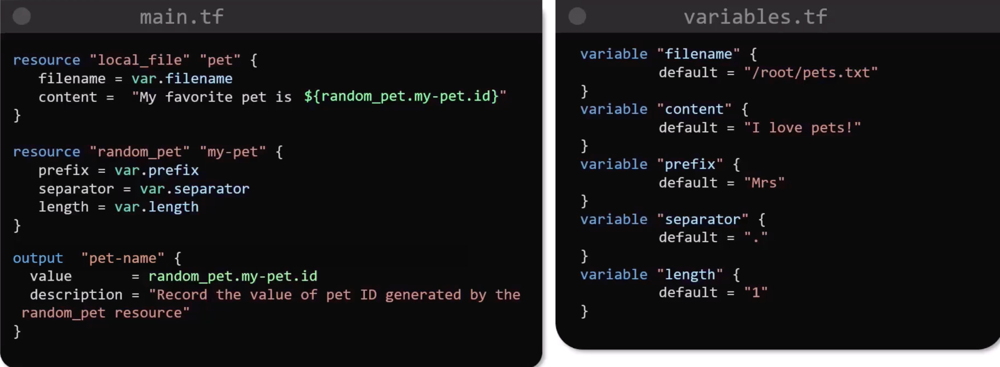 main.tf
resource "local_file" "pet" {
   filename = var.filename
   content =  "My favorite pet is ${random_pet.my-pet.id}"
}
resource "random_pet" "my-pet" {
   prefix = var.prefix
   separator = var.separator
   length = var.length
}
output  "pet-name" {
  value       = random_pet.my-pet.id
  description = "Record the value of pet ID generated by the
 random_pet resource"
}
variables.tf
variable "filename" {
         default = "/root/pets.txt"
}
variable "content" {
         default = "I love pets!"
}
variable "prefix" {
         default = "Mrs"
}
variable "separator" {
         default = "."
}
variable "length" {
         default = "1"
}